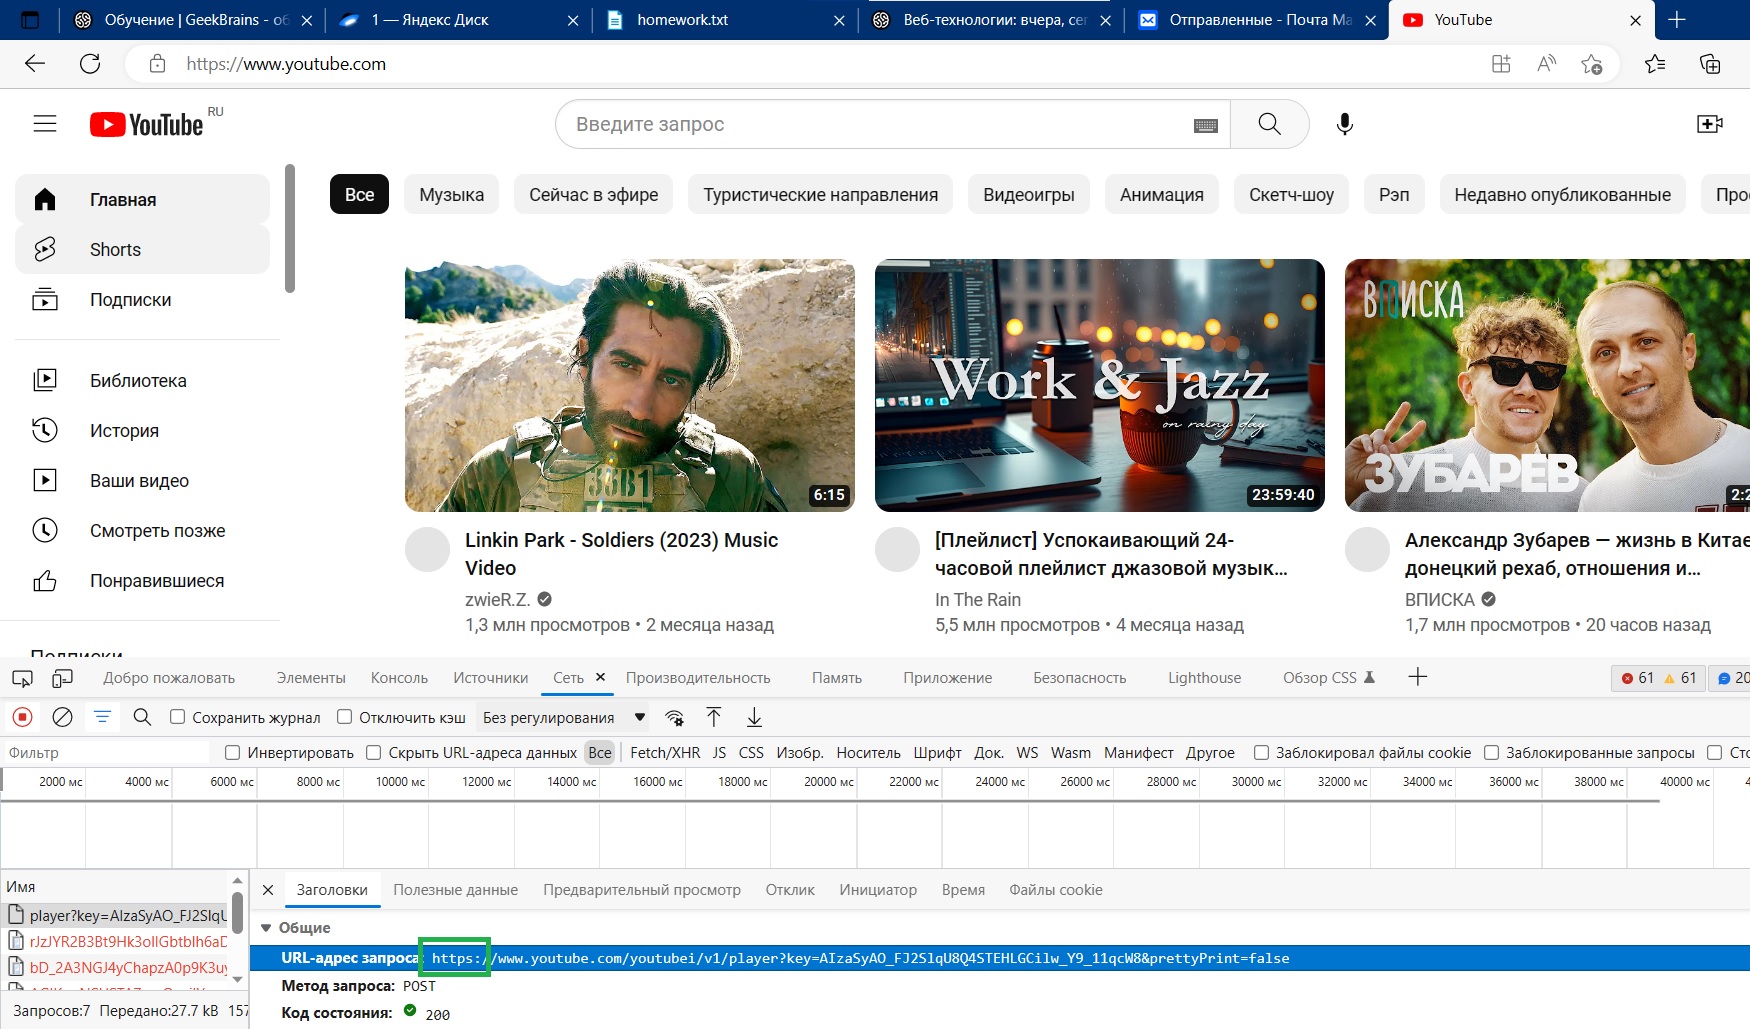 Обучение | GeekBrains - об
1 — Яндекс Диск
homework.txt
Веб-технологии: вчера, сег
Отправленные - Почта Ma
YouTube
https://www.youtube.com
YouTube RU
Введите запрос
Главная
Shorts
Подписки
Библиотека
История
Ваши видео
Смотреть позже
Понравившиеся
Подписки
Все Музыка Сейчас в эфире Туристические направления Видеоигры Анимация Скетч-шоу Рэп Недавно опубликованные Прос
38B1
6:15
Linkin Park - Soldiers (2023) Music
Video
zwieR.Z.
1,3 млн просмотров • 2 месяца назад
Work & Jazz
on rainy day
23:59:40
[Плейлист] Успокаивающий 24-
часовой плейлист джазовой музык...
In The Rain
5,5 млн просмотров • 4 месяца назад
ВПИСКА
ЗУБАРЕВ
2:2
Александр Зубарев — жизнь в Китае
донецкий рехаб, отношения и...
ВПИСКА
1,7 млн просмотров • 20 часов назад
Добро пожаловать Элементы Консоль Источники Сеть Производительность Память Приложение Безопасность Lighthouse Обзор CSS 61 61 20
Сохранить журнал Отключить кэш Без регулирования
Фильтр Инвертировать Скрыть URL-адреса данных Все Fetch/XHR JS CSS Изобр. Носитель Шрифт Док. WS Wasm Манифест Другое Заблокировал файлы cookie Заблокированные запросы Сто
2000 мс 4000 мс 6000 мс 8000 мс 10000 мс 12000 мс 14000 мс 16000 мс 18000 мс 20000 мс 22000 мс 24000 мс 26000 мс 28000 мс 30000 мс 32000 мс 34000 мс 36000 мс 38000 мс 40000 мс 4
Имя
player?key=AIzaSyAO_FJ2SlqU
rJzJYR2B3Bt9Hk3ollGbtblh6aD
bD_2A3NGJ4yChapzA0p9K3uy
Запросов:7 Передано:27.7 kB 157
Заголовки Полезные данные Предварительный просмотр Отклик Инициатор Время Файлы cookie
Общие
URL-адрес запроса: https://www.youtube.com/youtubei/v1/player?key=AIzaSyAO_FJ2SlqU8Q4STEHLGCilw_Y9_11qcW8&prettyPrint=false
Метод запроса: POST
Код состояния: 200